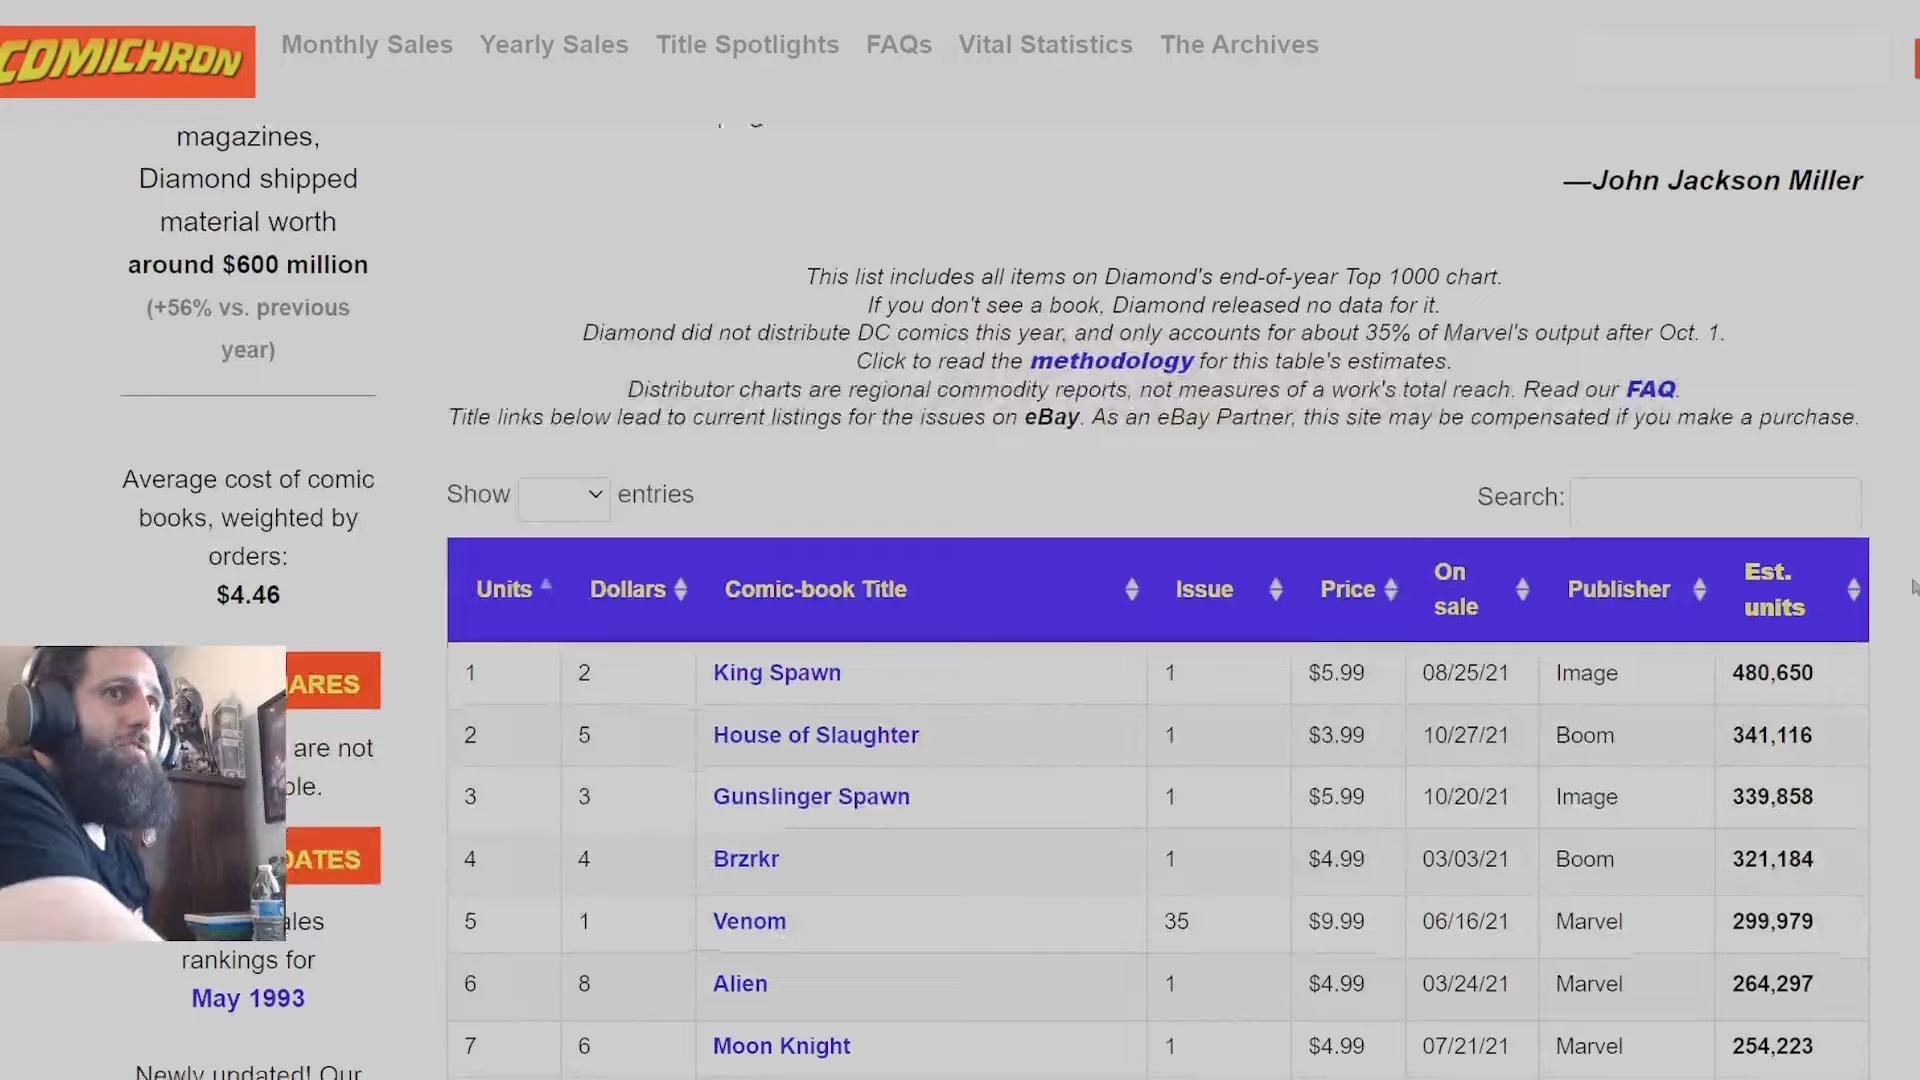 COMICHRON
Monthly Sales Yearly Sales Title Spotlights FAQs Vital Statistics The Archives
magazines,
Diamond shipped
material worth
around $600 million
(+56% vs. previous
year)
Average cost of comic
books, weighted by
orders:
$4.46
ARES
are not
ble.
DATES
ales
rankings for
May 1993
Newly updated! Our
—John Jackson Miller
This list includes all items on Diamond's end-of-year Top 1000 chart.
If you don't see a book, Diamond released no data for it.
Diamond did not distribute DC comics this year, and only accounts for about 35% of Marvel's output after Oct. 1.
Click to read the methodology for this table's estimates.
Distributor charts are regional commodity reports, not measures of a work's total reach. Read our FAQ.
Title links below lead to current listings for the issues on eBay. As an eBay Partner, this site may be compensated if you make a purchase.
Show entries Search:
Units Dollars Comic-book Title Issue Price On sale Publisher Est. units
1 2 King Spawn 1 $5.99 08/25/21 Image 480,650
2 5 House of Slaughter 1 $3.99 10/27/21 Boom 341,116
3 3 Gunslinger Spawn 1 $5.99 10/20/21 Image 339,858
4 4 Brzrkr 1 $4.99 03/03/21 Boom 321,184
5 1 Venom 35 $9.99 06/16/21 Marvel 299,979
6 8 Alien 1 $4.99 03/24/21 Marvel 264,297
7 6 Moon Knight 1 $4.99 07/21/21 Marvel 254,223